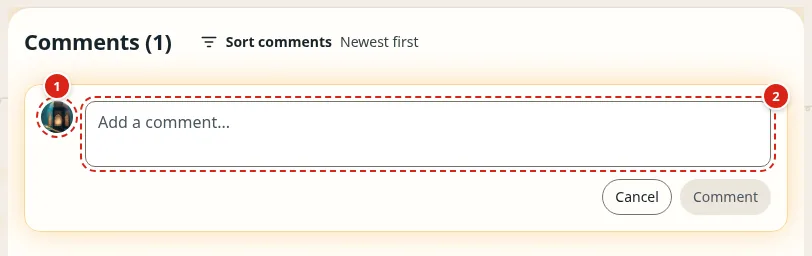 Comments (1) Sort comments Newest first
1
2
Add a comment...
Cancel Comment